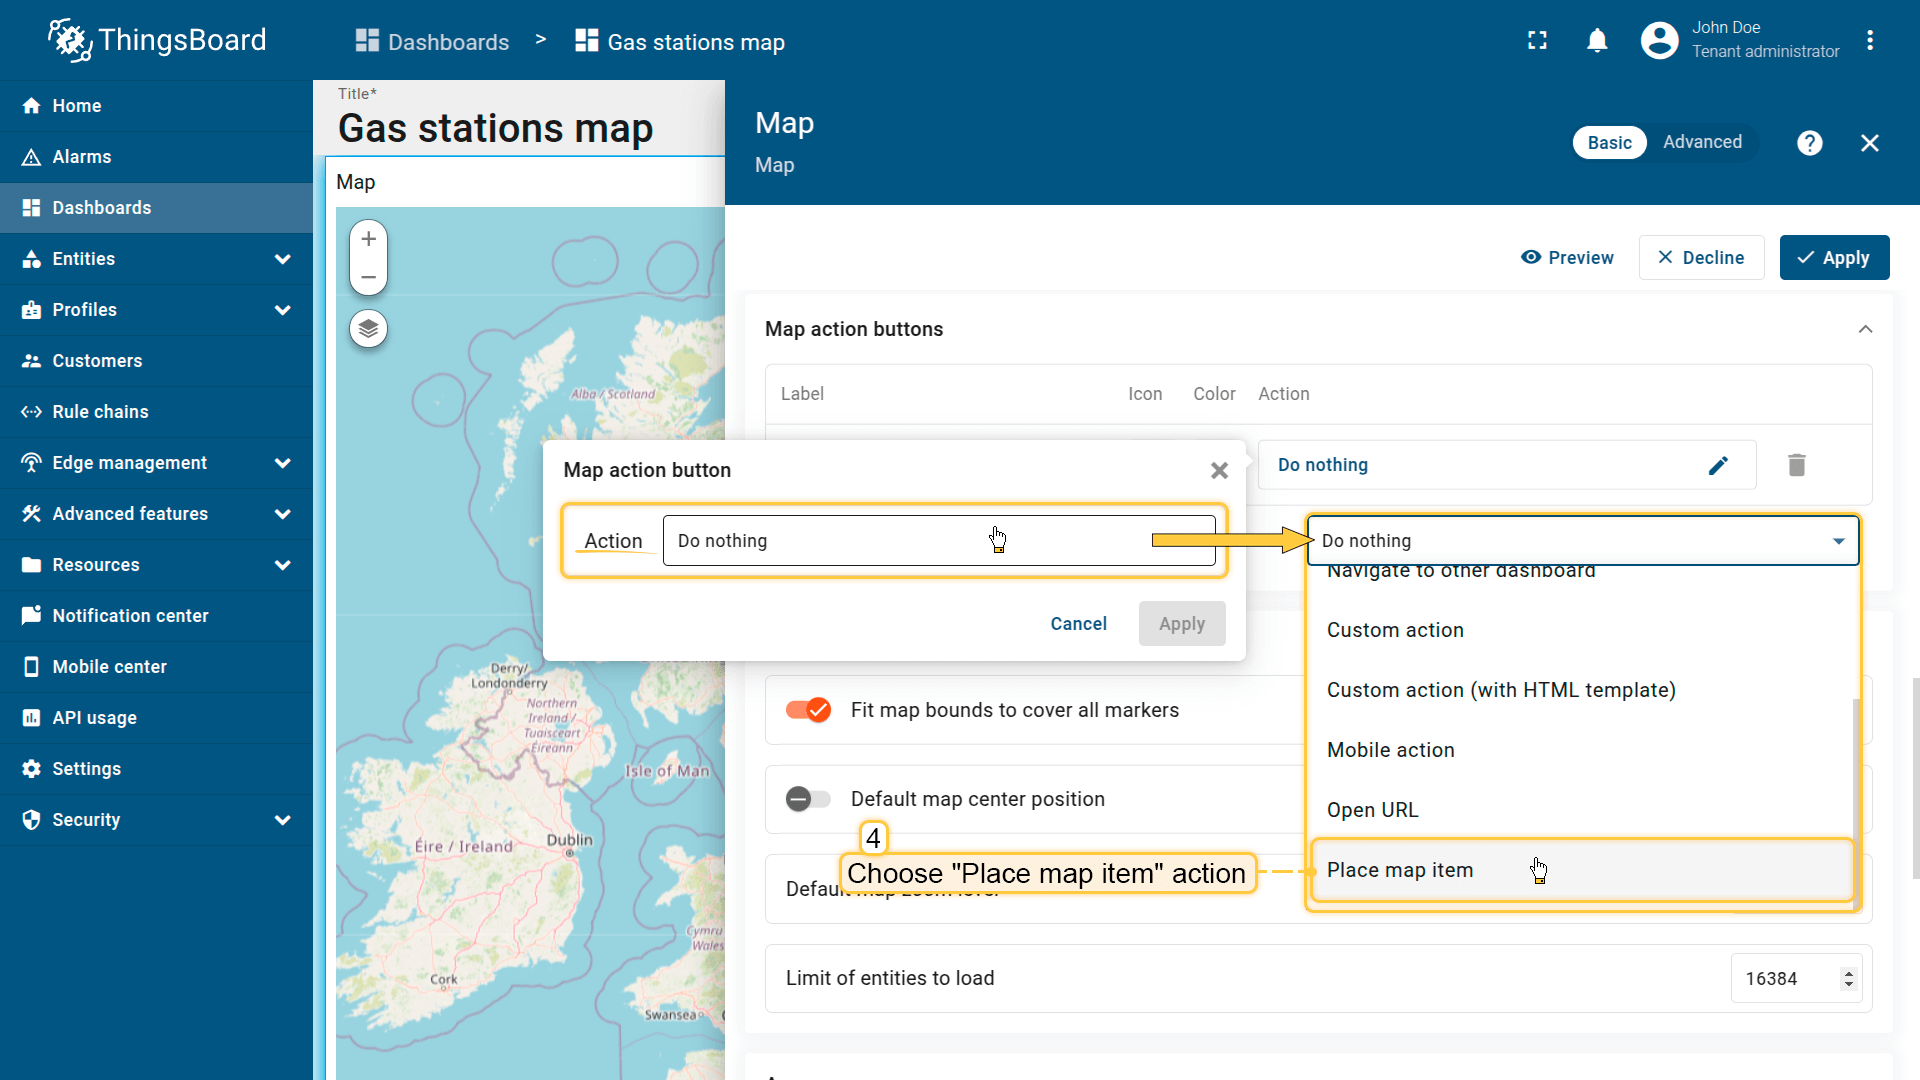 ThingsBoard
Dashboards > Gas stations map
John Doe
Tenant administrator
Home
Alarms
Dashboards
Entities
Profiles
Customers
Rule chains
Edge management
Advanced features
Resources
Notification center
Mobile center
API usage
Settings
Security
Title*
Gas stations map
Map
+
−
Alba / Scotland
Derry/
Londonderry
Northern
Ireland /
Tuaisceart
Éireann
Isle of Man
Dublin
Éire / Ireland
Cymru
Wales
Cork
Swansea
Map
Map
Basic
Advanced
?
Preview
Decline
Apply
Map action buttons
Label
Icon
Color
Action
Do nothing
Map action button
Action
Do nothing
Cancel
Apply
Do nothing
Navigate to other dashboard
Custom action
Custom action (with HTML template)
Mobile action
Open URL
Place map item
Fit map bounds to cover all markers
Default map center position
4
Choose "Place map item" action
Default map zoom level
Limit of entities to load
16384